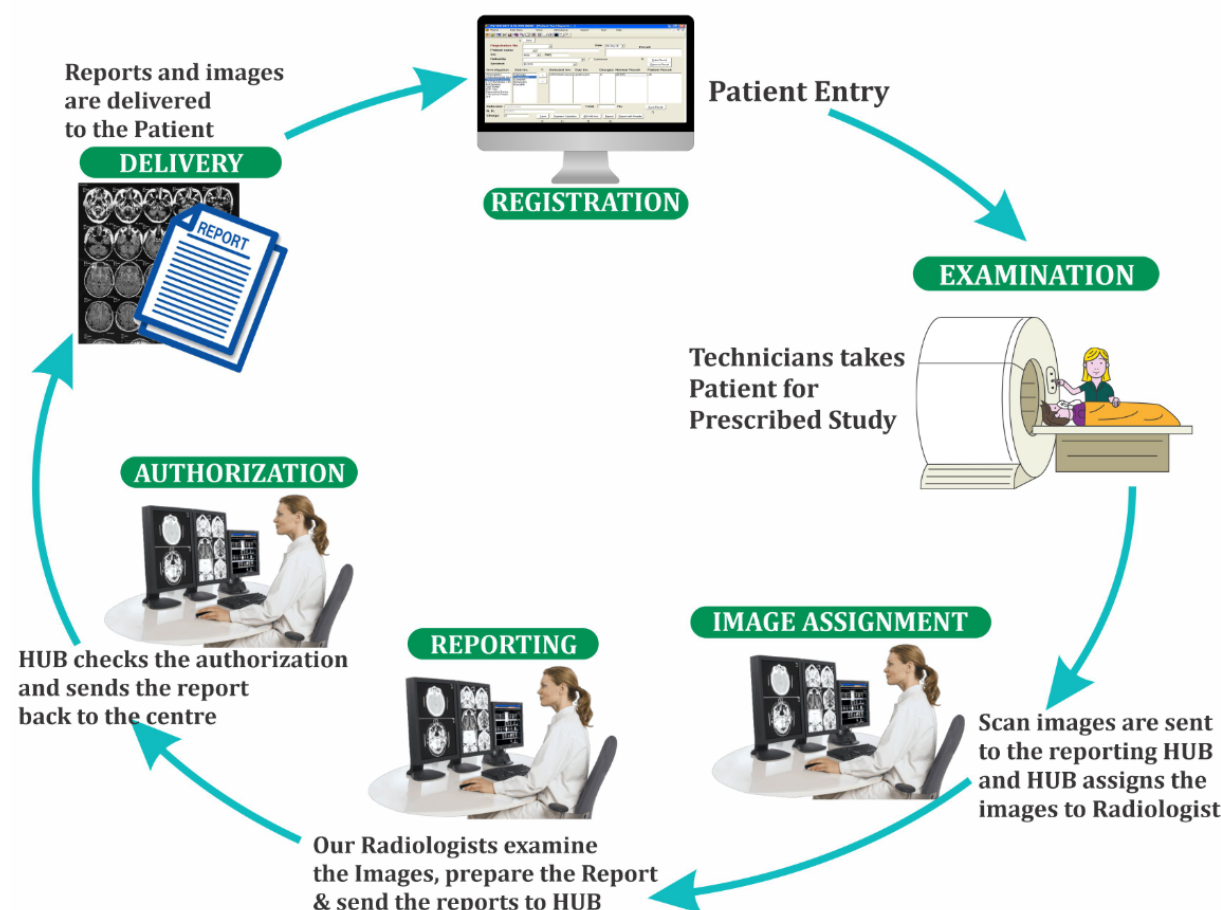 Patient Entry
REGISTRATION
EXAMINATION
Technicians takes
Patient for
Prescribed Study
IMAGE ASSIGNMENT
Scan images are sent
to the reporting HUB
and HUB assigns the
images to Radiologist
REPORTING
Our Radiologists examine
the Images, prepare the Report
& send the reports to HUB
AUTHORIZATION
HUB checks the authorization
and sends the report
back to the centre
Reports and images
are delivered
to the Patient
DELIVERY
REPORT